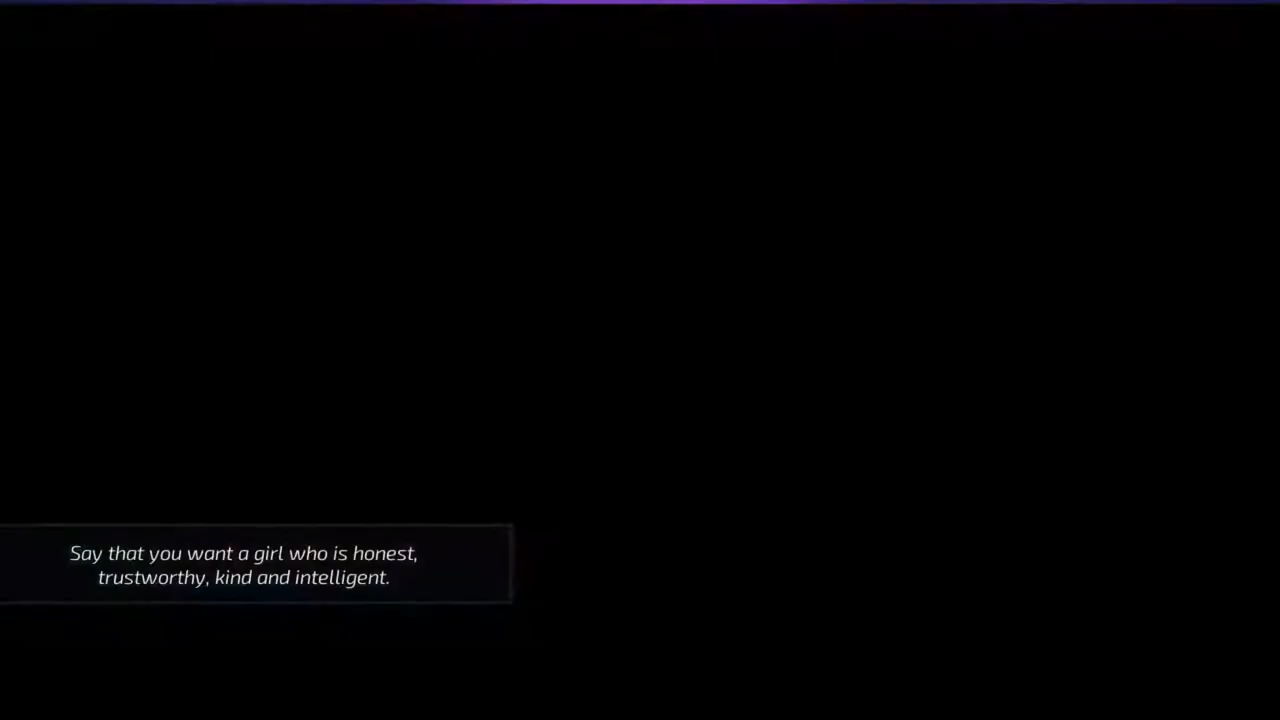 Say that you want a girl who is honest,
trustworthy, kind and intelligent.